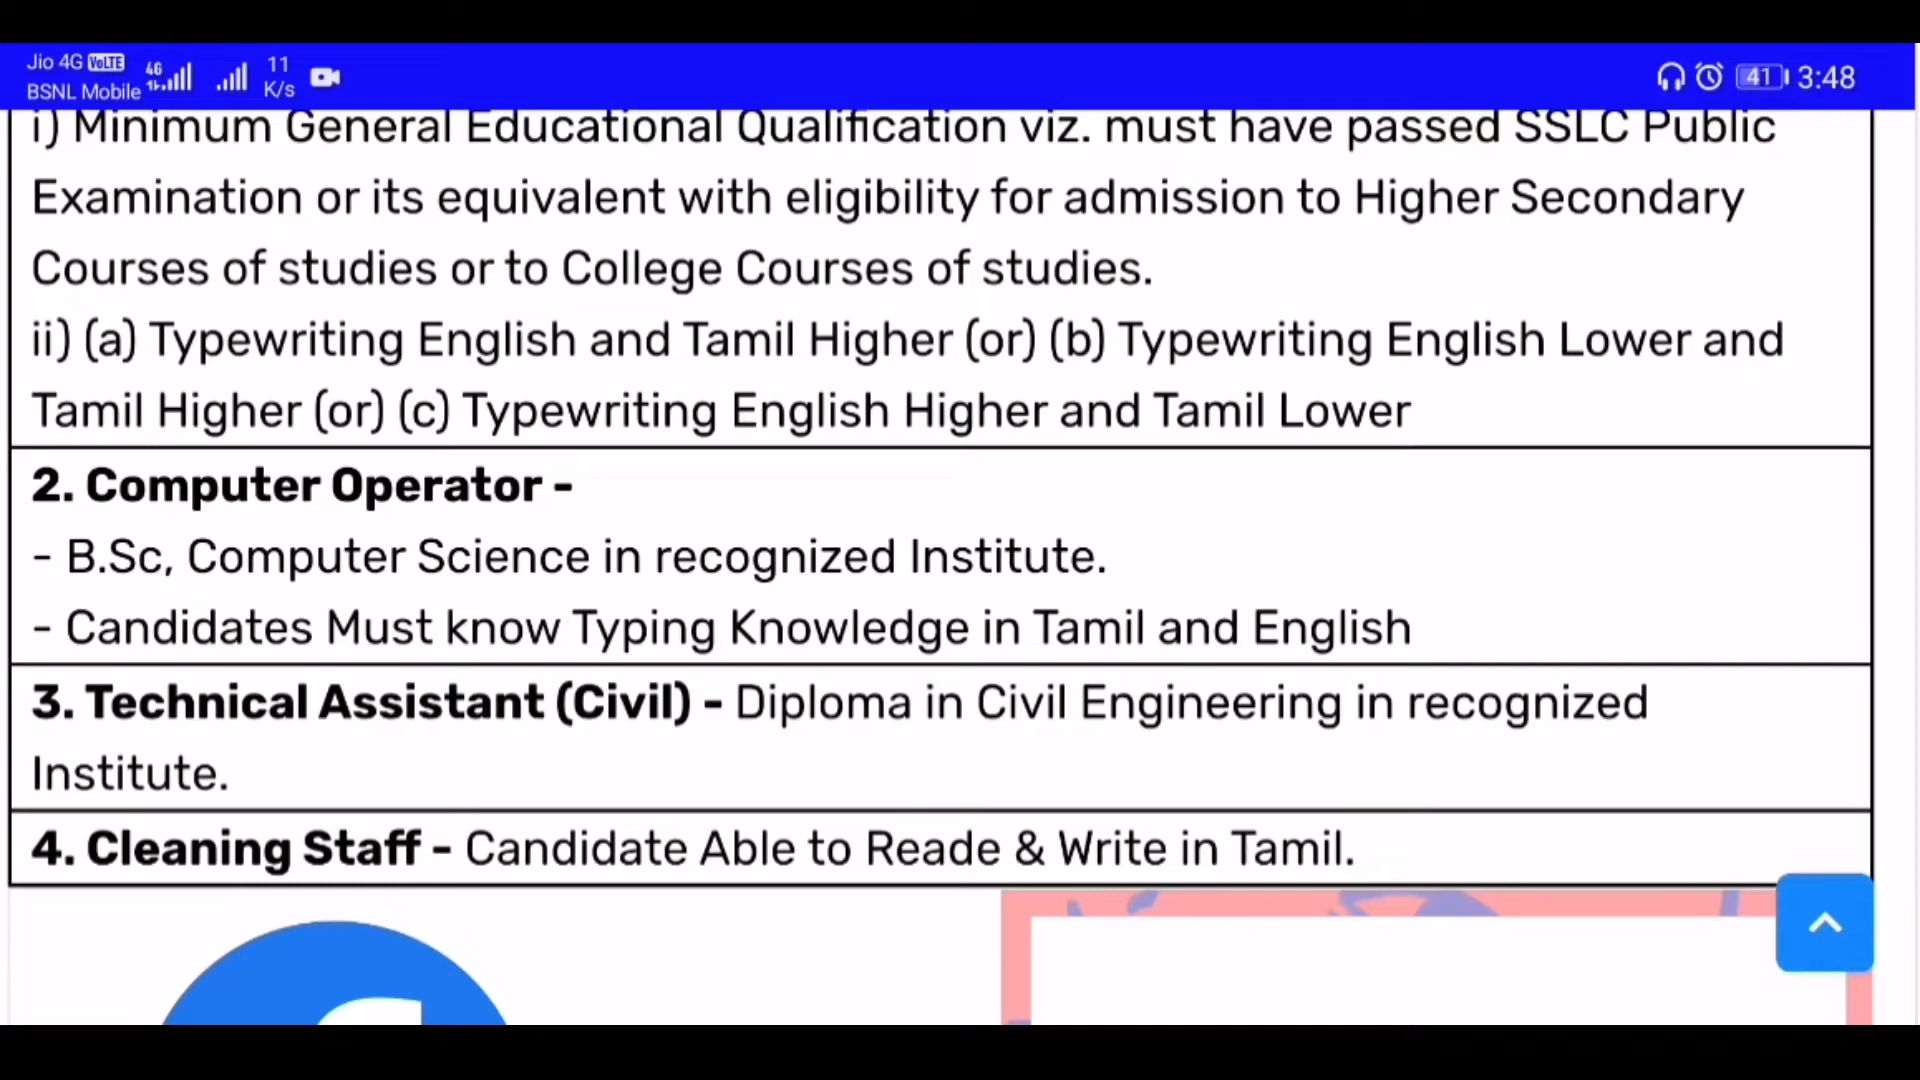 Jio 4G VoLTE
BSNL Mobile
4G
11
K/s
41
3:48
i) Minimum General Educational Qualification viz. must have passed SSLC Public
Examination or its equivalent with eligibility for admission to Higher Secondary
Courses of studies or to College Courses of studies.
ii) (a) Typewriting English and Tamil Higher (or) (b) Typewriting English Lower and
Tamil Higher (or) (c) Typewriting English Higher and Tamil Lower
2. Computer Operator -
- B.Sc, Computer Science in recognized Institute.
- Candidates Must know Typing Knowledge in Tamil and English
3. Technical Assistant (Civil) - Diploma in Civil Engineering in recognized
Institute.
4. Cleaning Staff - Candidate Able to Reade & Write in Tamil.